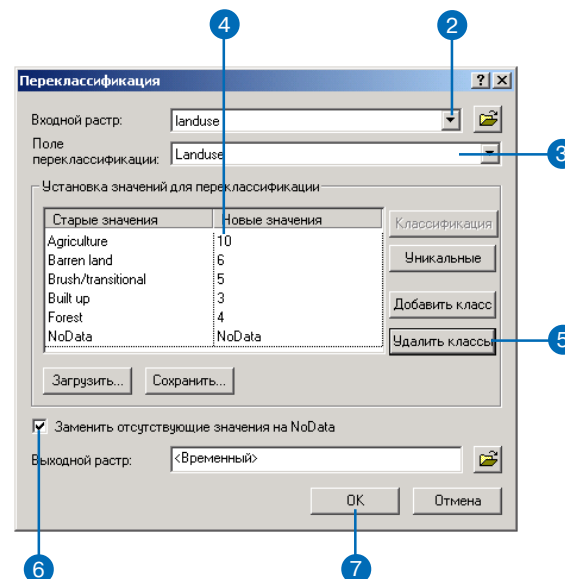 4 2
Переклассификация
Входной растр: landuse
Поле
переклассификации: Landuse
3
Установка значений для переклассификации
Старые значения Новые значения Классификация
Agriculture 10
Barren land 6 Уникальные
Brush/transitional 5
Built up 3 Добавить класс
Forest 4
NoData NoData Удалить классы 5
Загрузить... Сохранить...
Заменить отсутствующие значения на NoData
Выходной растр: <Временный>
OK Отмена
6 7